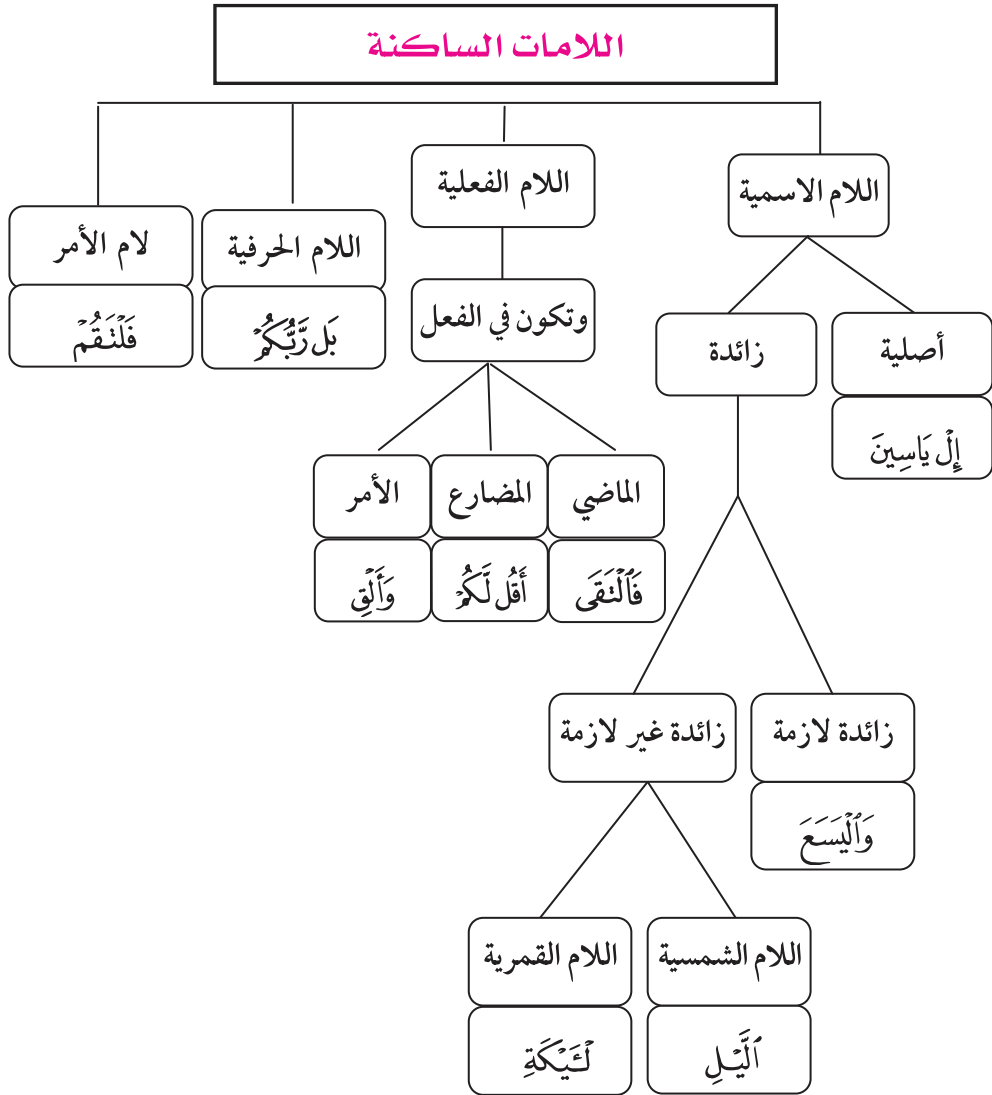 اللامات الساكنة
اللام الاسمية
أصلية
إِلْ يَاسِينَ
زائدة
زائدة لازمة
وَٱلْيَسَعَ
زائدة غير لازمة
اللام الشمسية
ٱلَّيْلِ
اللام القمرية
لْـَٔيْكَةِ
اللام الفعلية
وتكون في الفعل
الماضي
فَٱلْتَقَى
المضارع
أَقُل لَّكُمْ
الأمر
وَأَلْقِ
اللام الحرفية
بَل رَّبُّكُمْ
لام الأمر
فَلْتَقُمْ